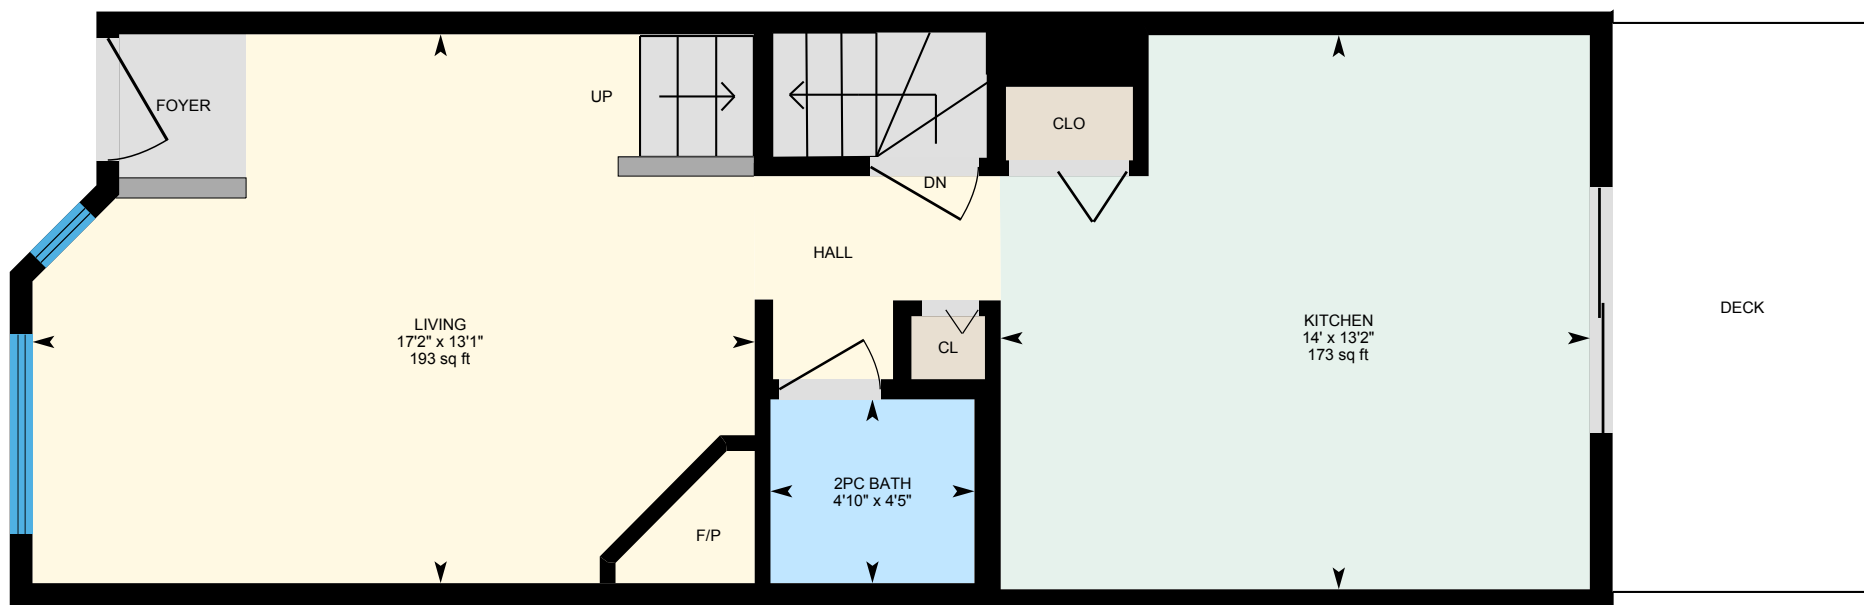 FOYER
UP
CLO
DN
HALL
LIVING
17'2" x 13'1"
193 sq ft
CL
KITCHEN
14' x 13'2"
173 sq ft
DECK
2PC BATH
4'10" x 4'5"
F/P